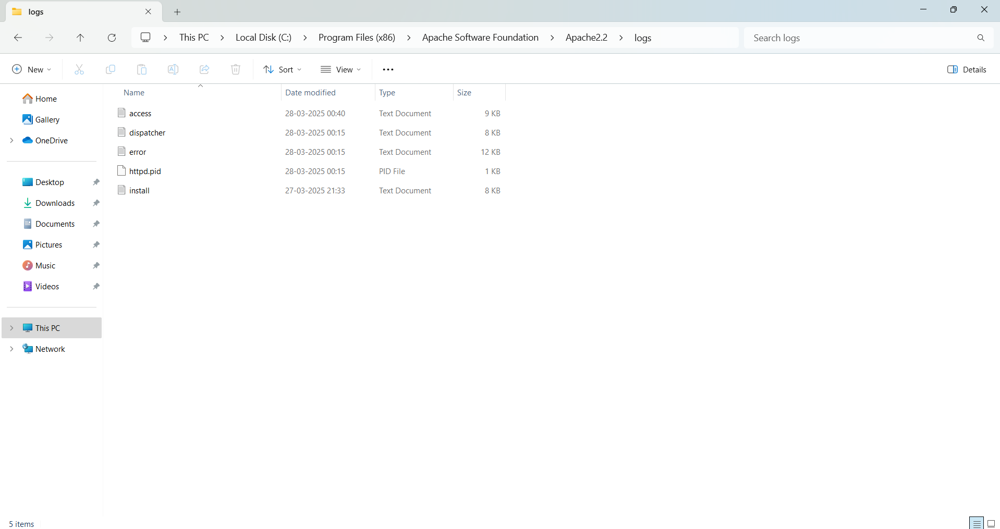 logs
This PC > Local Disk (C:) > Program Files (x86) > Apache Software Foundation > Apache2.2 > logs
Search logs
New
Sort
View
Details
Home
Gallery
OneDrive
Desktop
Downloads
Documents
Pictures
Music
Videos
This PC
Network
Name Date modified Type Size
access 28-03-2025 00:40 Text Document 9 KB
dispatcher 28-03-2025 00:15 Text Document 8 KB
error 28-03-2025 00:15 Text Document 12 KB
httpd.pid 28-03-2025 00:15 PID File 1 KB
install 27-03-2025 21:33 Text Document 8 KB
5 items